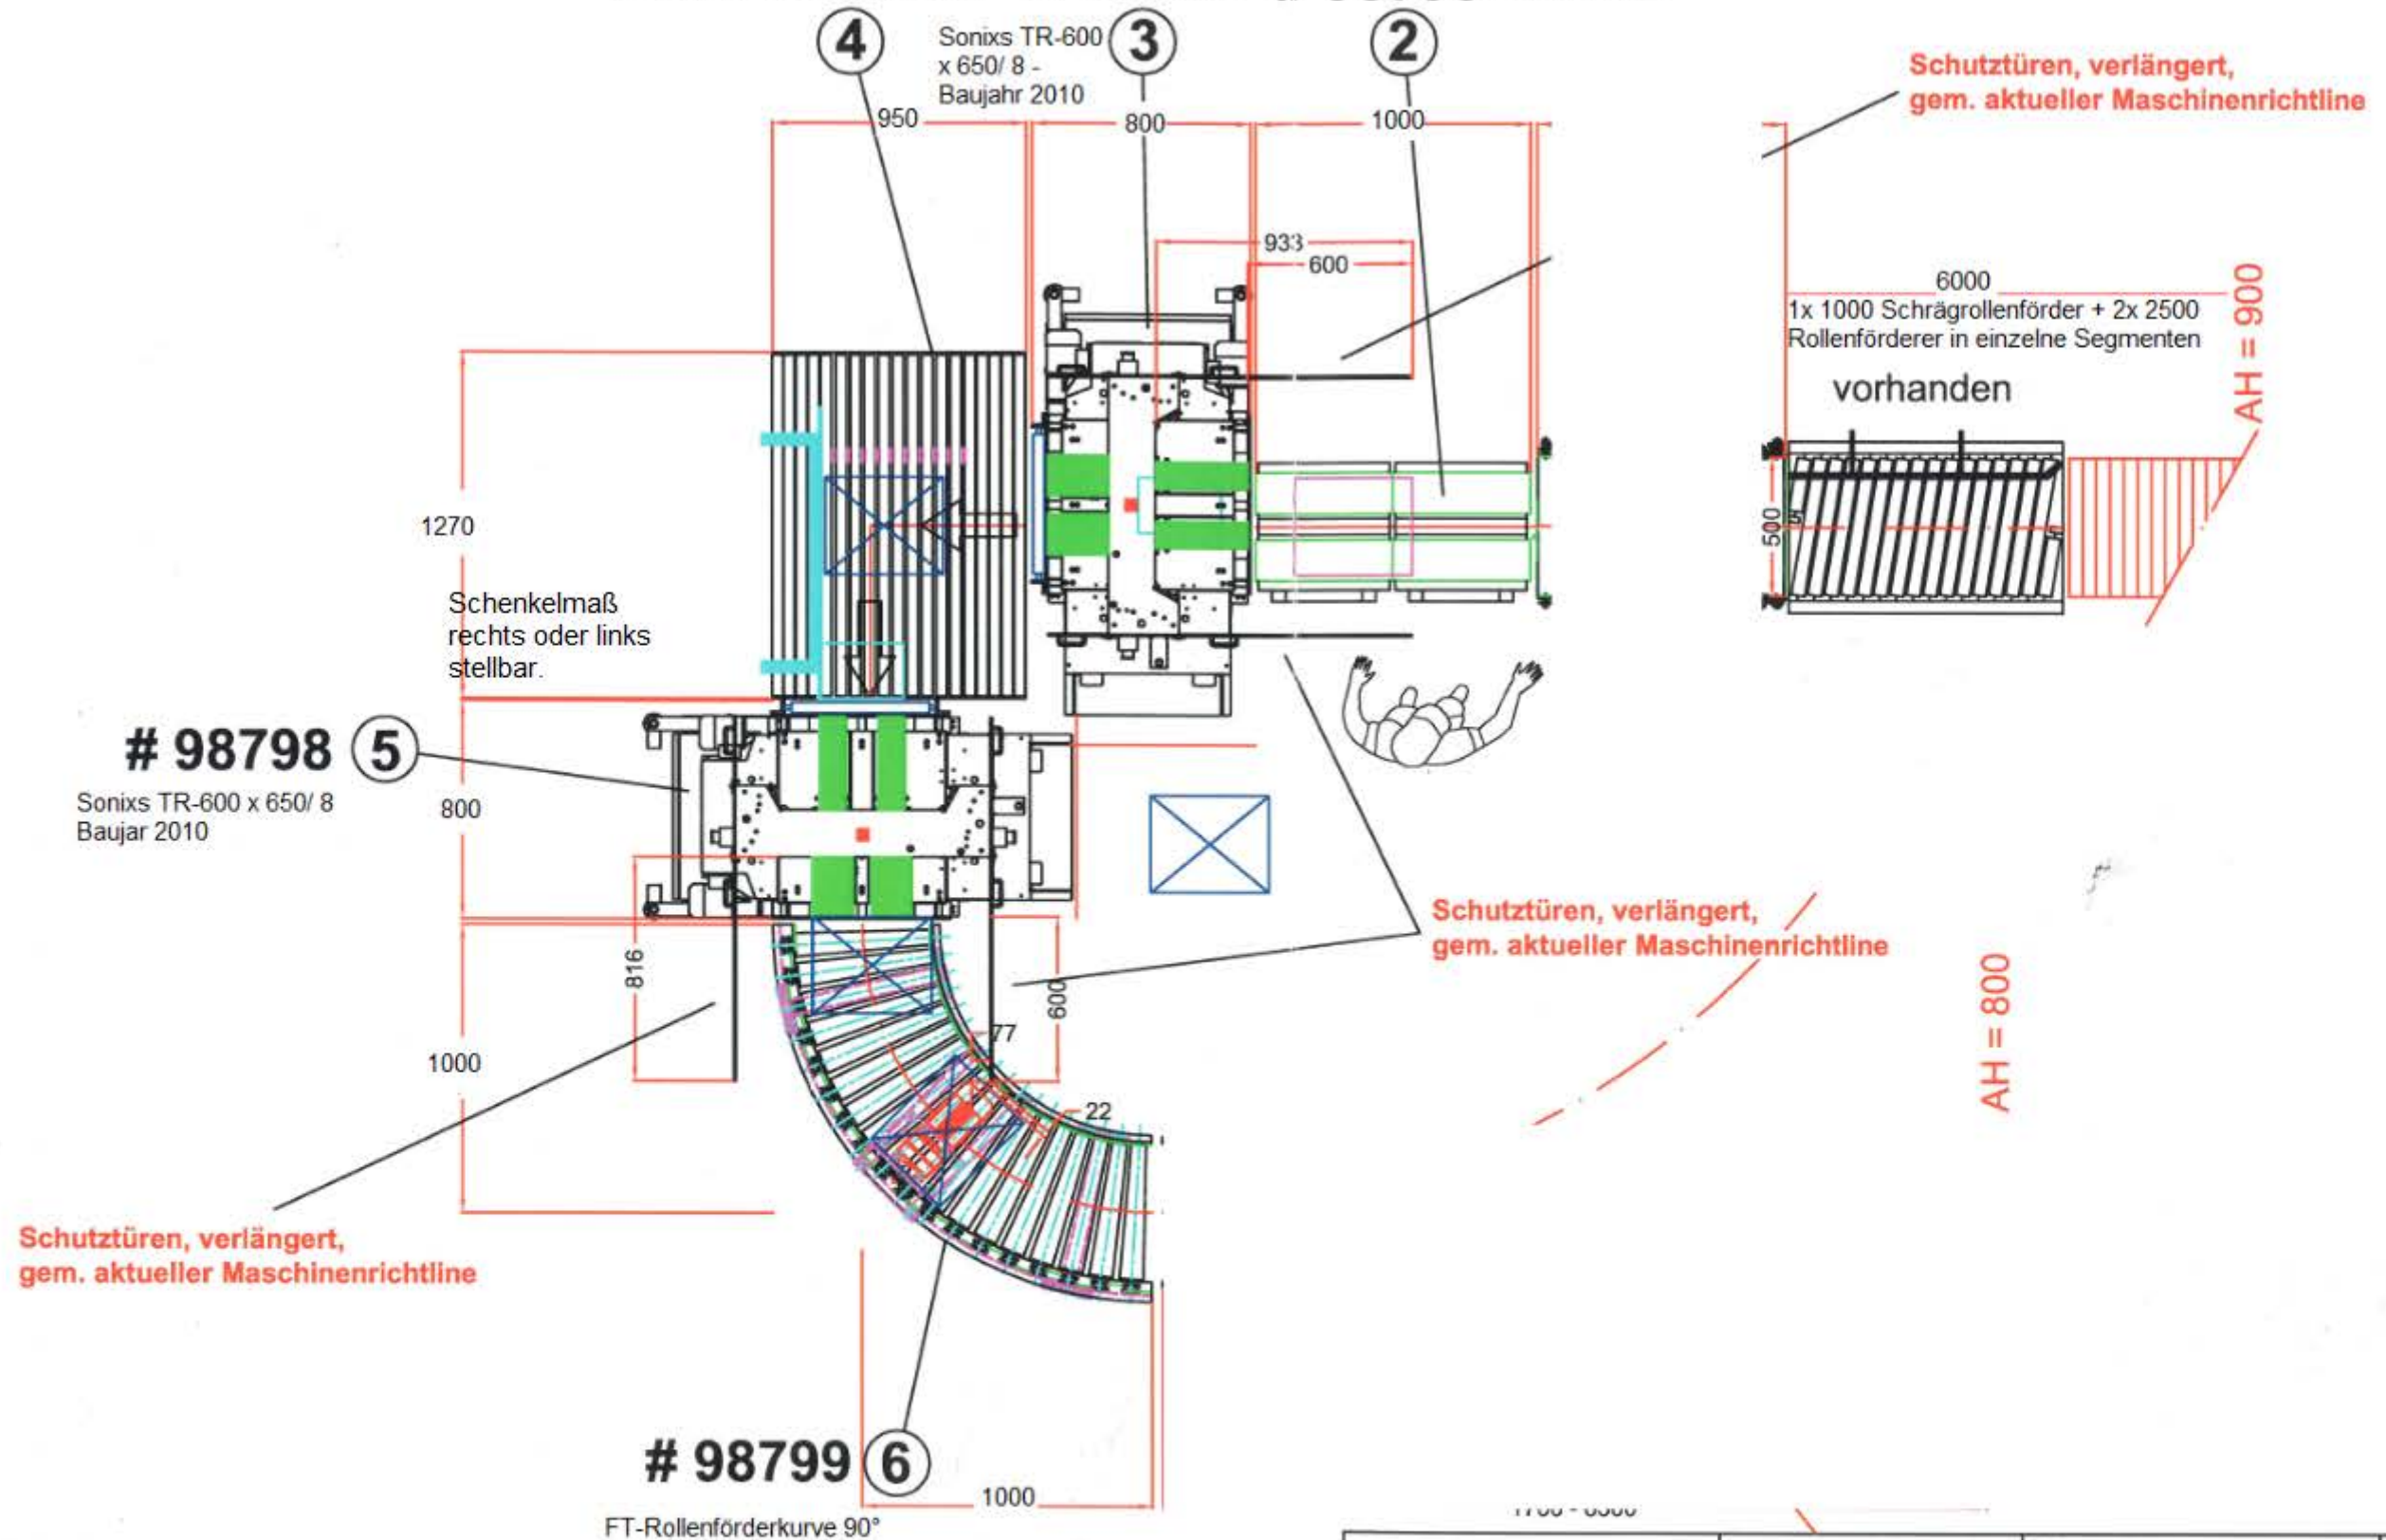 4
Sonixs TR-600
x 650/ 8 -
Baujahr 2010
3
2
Schutztüren, verlängert,
gem. aktueller Maschinenrichtline
950
800
1000
933
600
6000
1x 1000 Schrägrollenförder + 2x 2500
Rollenförderer in einzelne Segmenten
AH = 900
vorhanden
500
1270
Schenkelmaß
rechts oder links
stellbar.
# 98798 5
Sonixs TR-600 x 650/ 8
Baujar 2010
800
Schutztüren, verlängert,
gem. aktueller Maschinenrichtline
816
600
AH = 800
77
1000
22
Schutztüren, verlängert,
gem. aktueller Maschinenrichtline
# 98799 6
1000
FT-Rollenförderkurve 90°